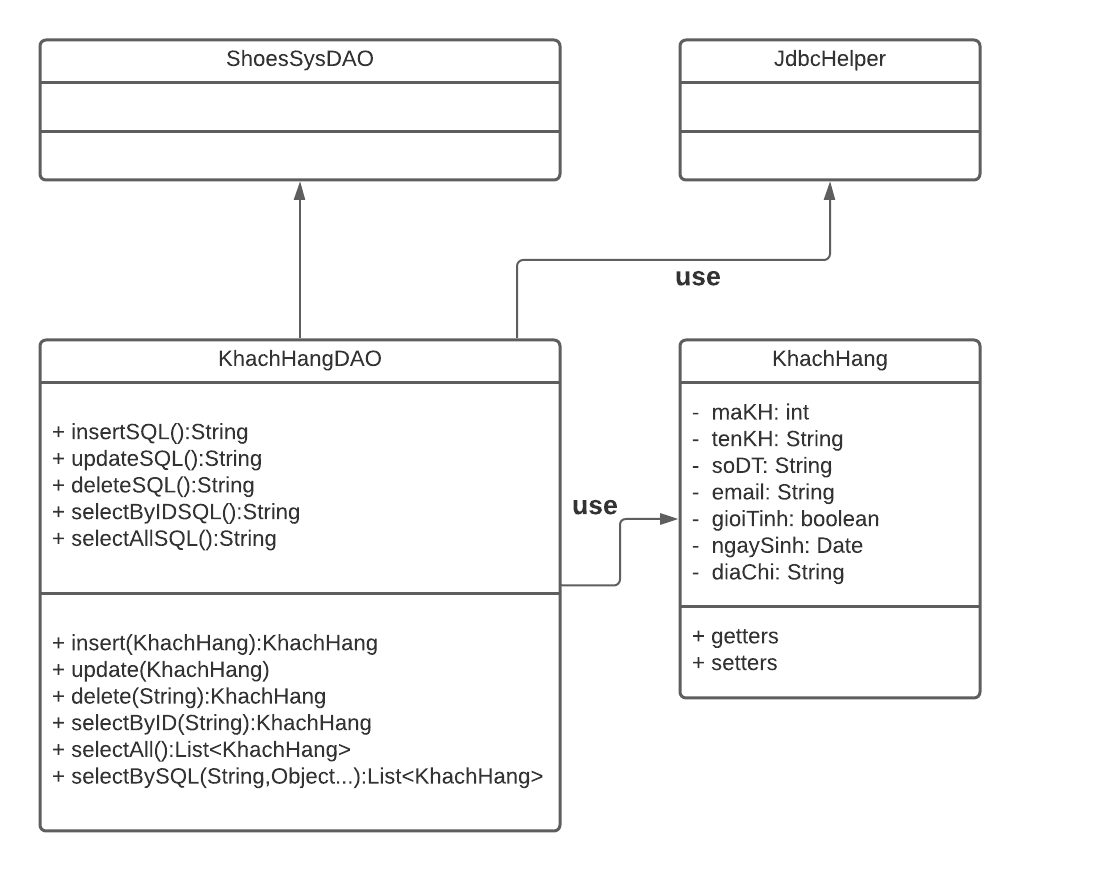 ShoesSysDAO
JdbcHelper
use
KhachHangDAO
+ insertSQL():String
+ updateSQL():String
+ deleteSQL():String
+ selectByIDSQL():String
+ selectAllSQL():String
+ insert(KhachHang):KhachHang
+ update(KhachHang)
+ delete(String):KhachHang
+ selectByID(String):KhachHang
+ selectAll():List<KhachHang>
+ selectBySQL(String,Object...):List<KhachHang>
use
KhachHang
- maKH: int
- tenKH: String
- soDT: String
- email: String
- gioiTinh: boolean
- ngaySinh: Date
- diaChi: String
+ getters
+ setters